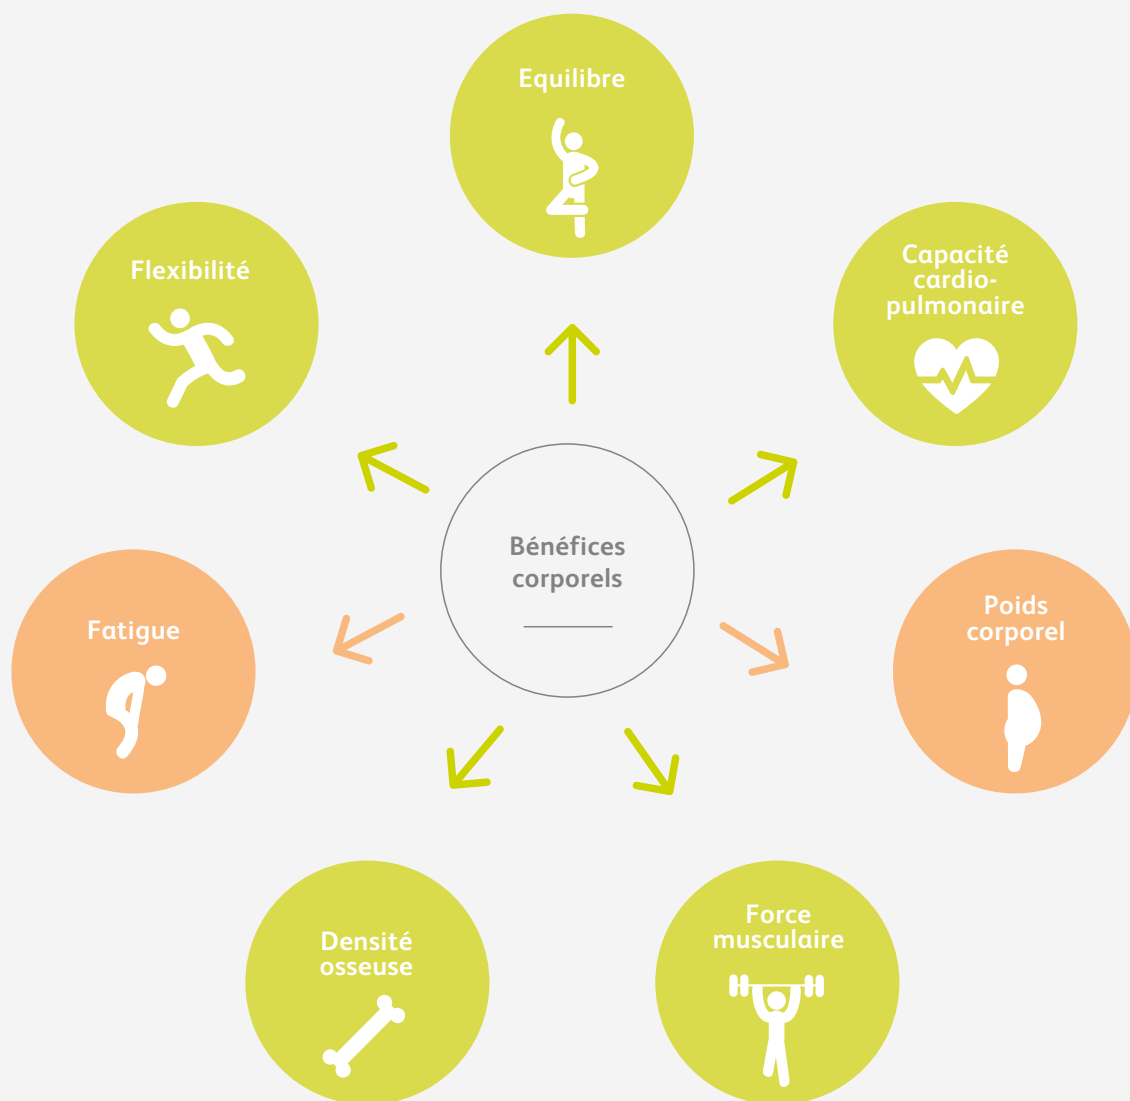 Equilibre
Flexibilité
Capacité
cardio-
pulmonaire
Bénéfices
corporels
Fatigue
Poids
corporel
Densité
osseuse
Force
musculaire